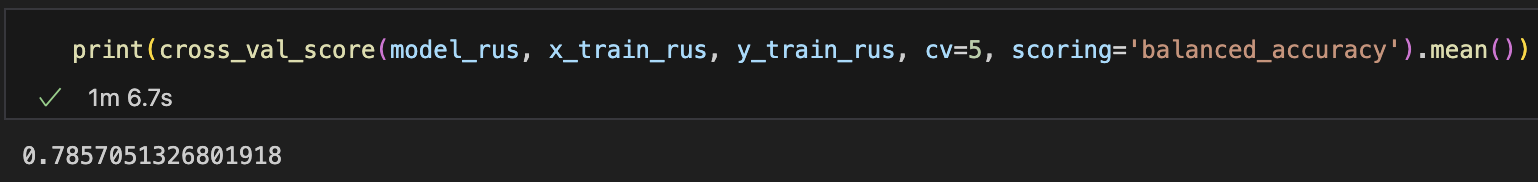 print(cross_val_score(model_rus, x_train_rus, y_train_rus, cv=5, scoring='balanced_accuracy').mean())
1m 6.7s
0.7857051326801918